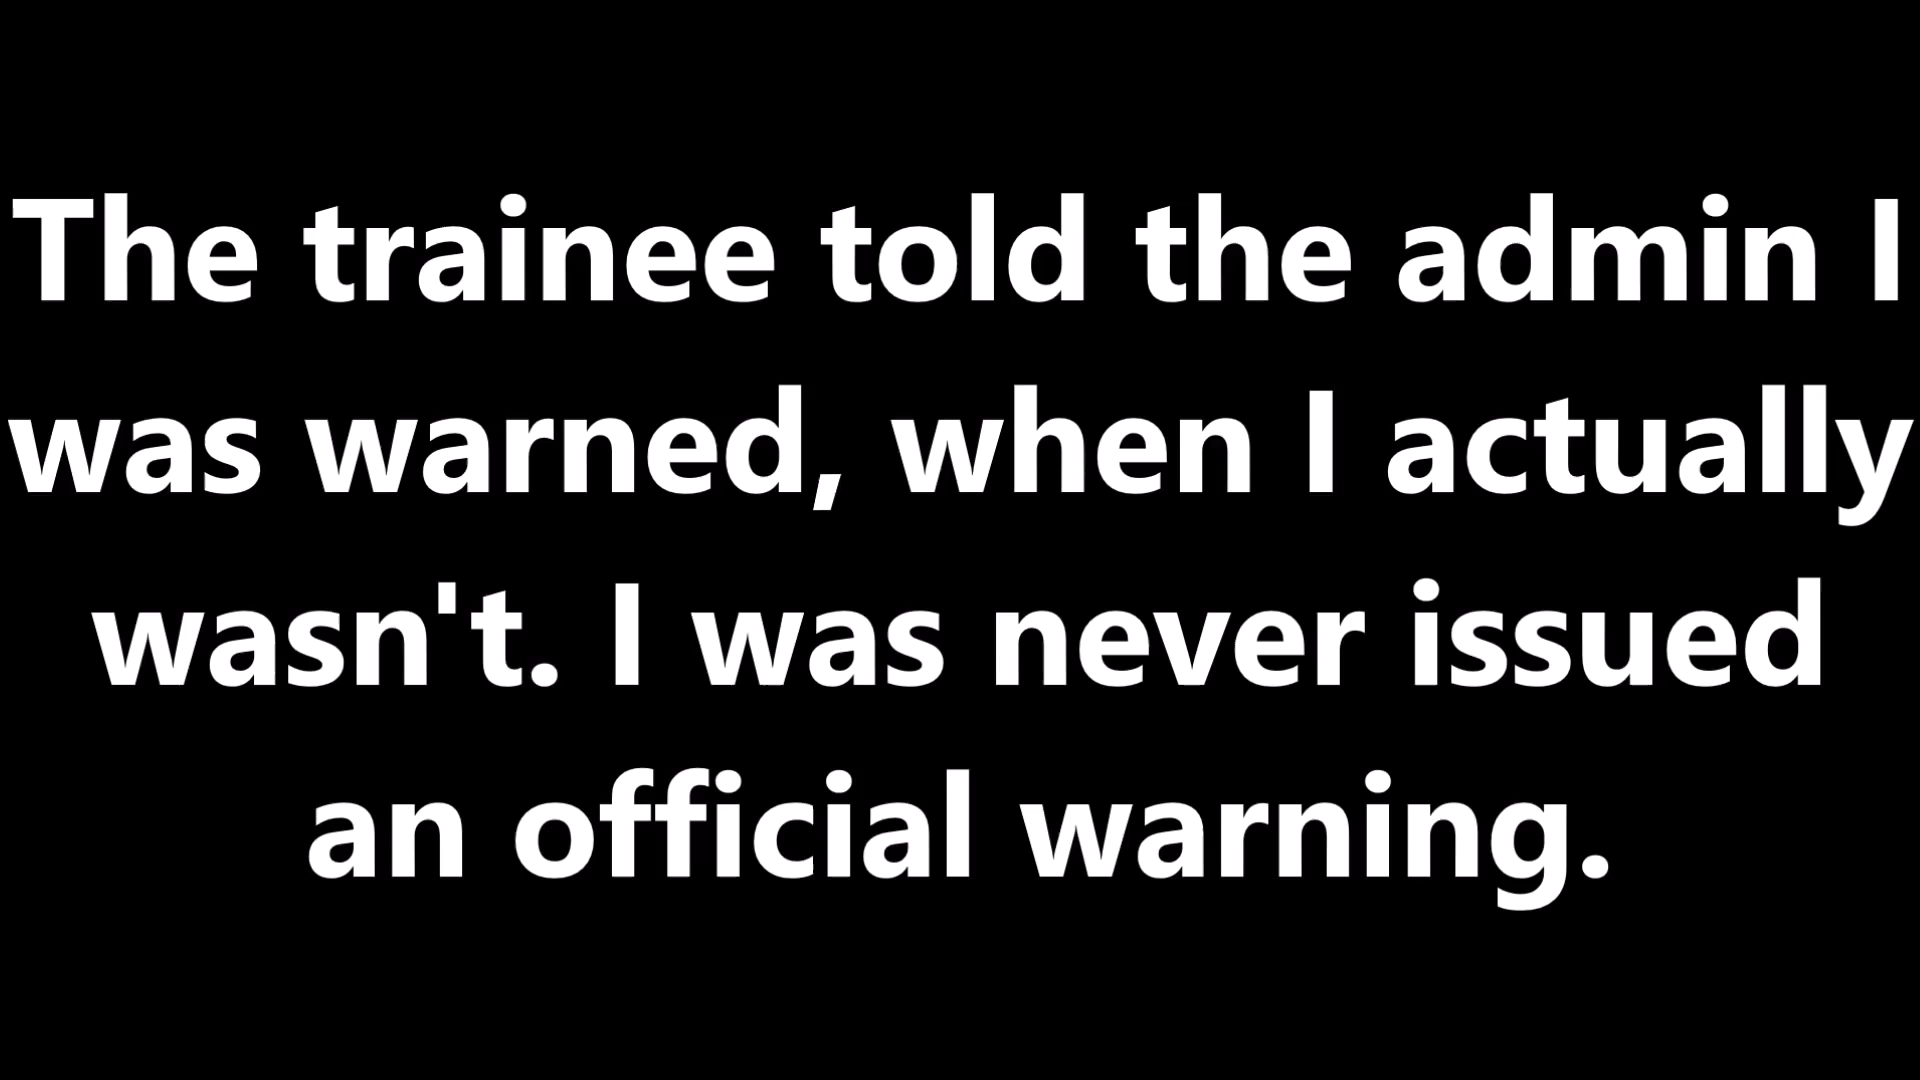 The trainee told the admin I
was warned, when I actually
wasn't. I was never issued
an official warning.